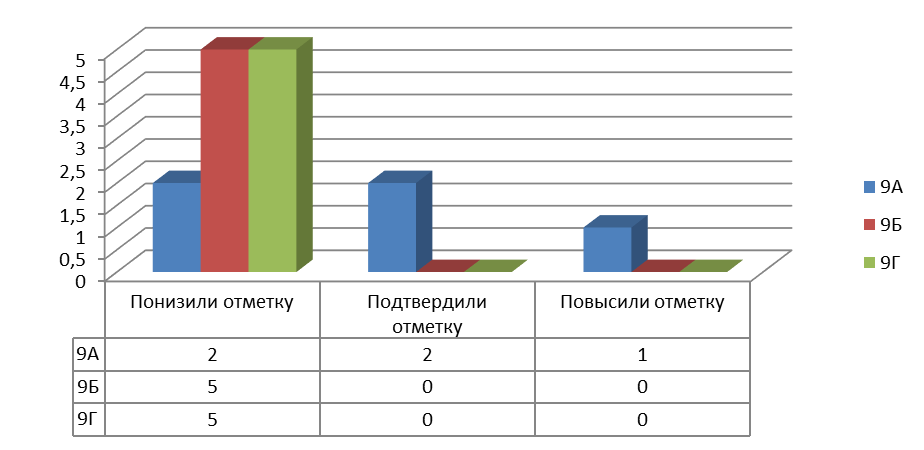 5
4,5
4
3,5
3
2,5
2
1,5
1
0,5
0
9А
9Б
9Г
Понизили отметку
Подтвердили
отметку
Повысили отметку
9А 2 2 1
9Б 5 0 0
9Г 5 0 0